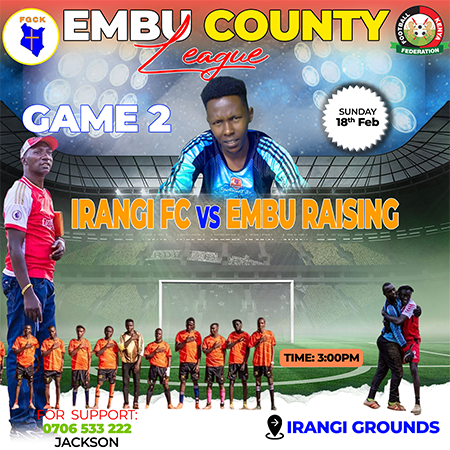 FGCK
EMBU COUNTY
League
FOOTBALL KENYA
FEDERATION
GAME 2
SUNDAY
18th Feb
IRANGI FC VS EMBU RAISING
TIME: 3:00PM
FOR SUPPORT:
0706 533 222
JACKSON
IRANGI GROUNDS